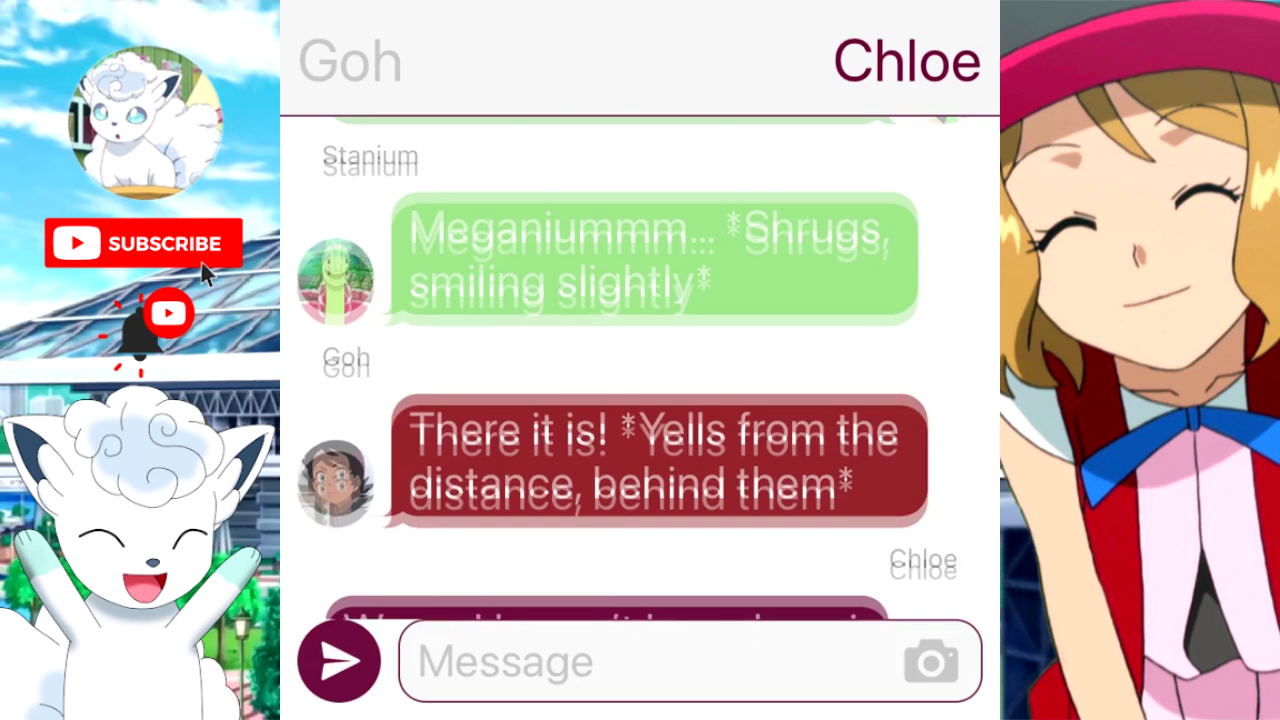 Goh
Chloe
SUBSCRIBE
Stanium
Meganiummm... *Shrugs,
smiling slightly*
Goh
There it is! *Yells from the
distance, behind them*
Chloe
Message